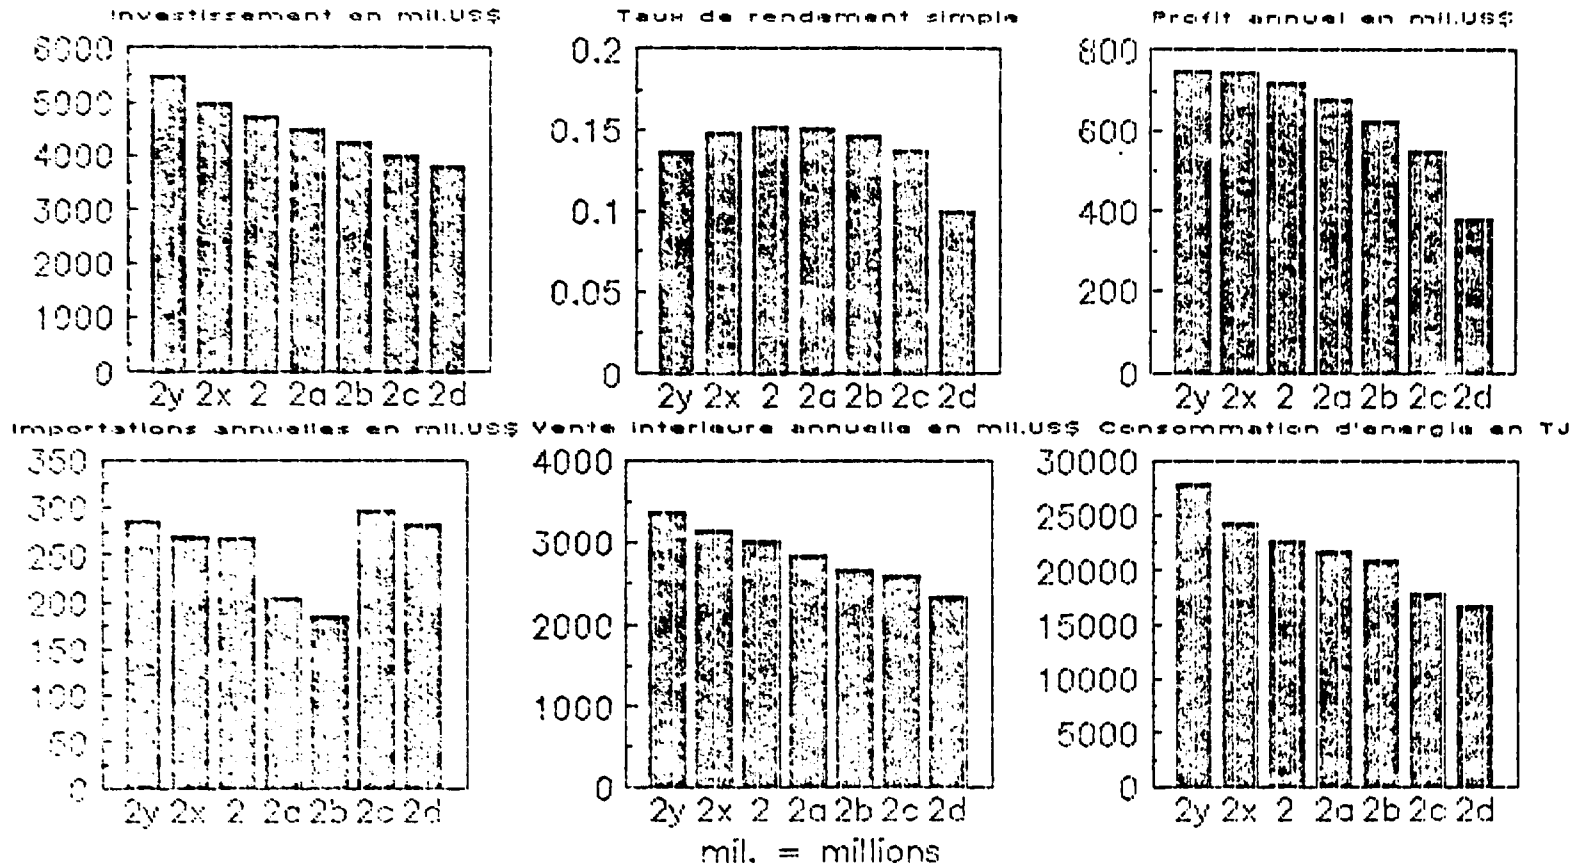 Investissement en mil.US$ Taux de rendement simple Profit annuel en mil.US$
6000 0.2 800
5000 0.15 600
4000 0.1 400
3000 0.05 200
2000 0 0
1000
0
2y 2x 2 2a 2b 2c 2d 2y 2x 2 2a 2b 2c 2d 2y 2x 2 2a 2b 2c 2d
Importations annuelles en mil.US$ Vente interieure annuelle en mil.US$ Consommation d'energie en TJ
350 4000 30000
300 3000 25000
250 2000 20000
200 1000 15000
150 0 10000
100 5000
50 0
0
2y 2x 2 2a 2b 2c 2d 2y 2x 2 2a 2b 2c 2d 2y 2x 2 2a 2b 2c 2d
mil. = millions